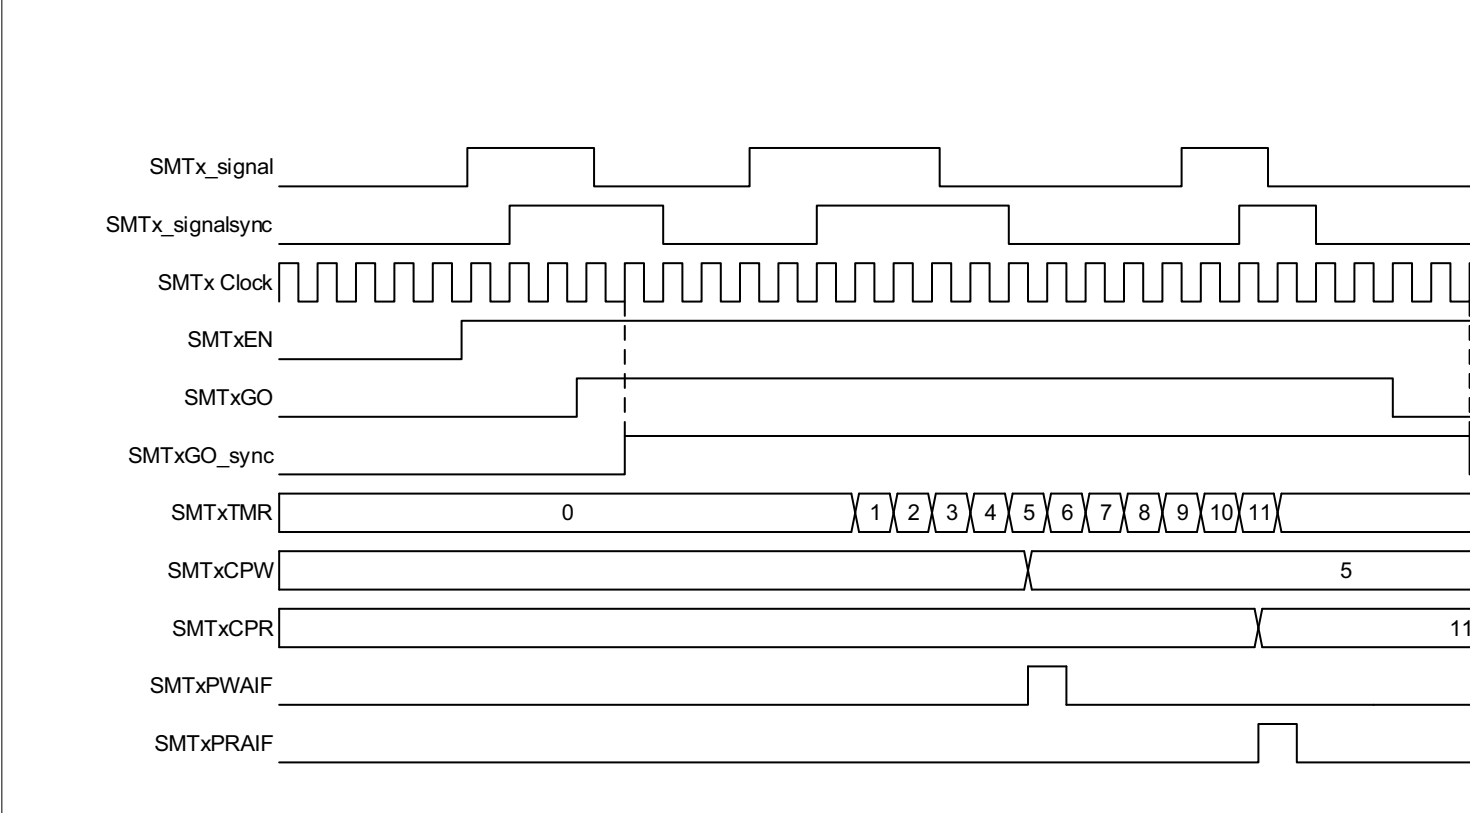 SMTx_signal
SMTx_signalsync
SMTx Clock
SMTxEN
SMTxGO
SMTxGO_sync
SMTxTMR 0 1 2 3 4 5 6 7 8 9 10 11
SMTxCPW 5
SMTxCPR 11
SMTxPWAIF
SMTxPRAIF